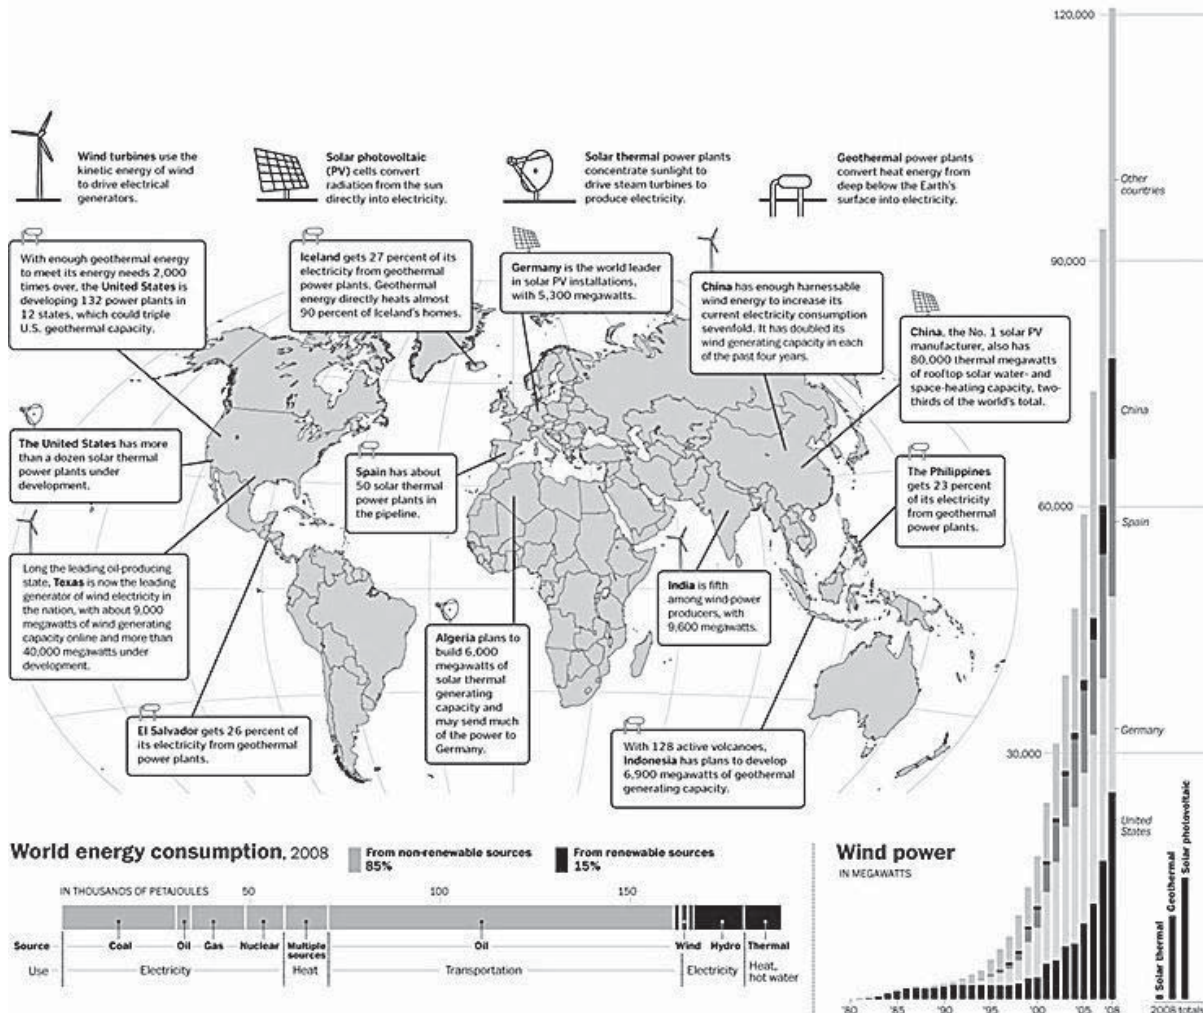 Wind turbines use the
kinetic energy of wind
to drive electrical
generators.
Solar photovoltaic
(PV) cells convert
radiation from the sun
directly into electricity.
Solar thermal power plants
concentrate sunlight to
drive steam turbines to
produce electricity.
Geothermal power plants
convert heat energy from
deep below the Earth's
surface into electricity.
With enough geothermal energy
to meet its energy needs 2,000
times over, the United States is
developing 132 power plants in
12 states, which could triple
U.S. geothermal capacity.
Iceland gets 27 percent of its
electricity from geothermal
power plants. Geothermal
energy directly heats almost
90 percent of Iceland's homes.
Germany is the world leader
in solar PV installations,
with 5,300 megawatts.
China has enough harnessable
wind energy to increase its
current electricity consumption
sevenfold. It has doubled its
wind generating capacity in each
of the past four years.
China, the No. 1 solar PV
manufacturer, also has
80,000 thermal megawatts
of rooftop solar water- and
space-heating capacity, two-
thirds of the world's total.
The United States has more
than a dozen solar thermal
power plants under
development.
Spain has about
50 solar thermal
power plants in
the pipeline.
The Philippines
gets 23 percent
of its electricity
from geothermal
power plants.
Long the leading oil-producing
state, Texas is now the leading
generator of wind electricity in
the nation, with about 9,000
megawatts of wind generating
capacity online and more than
40,000 megawatts under
development.
India is fifth
among wind-power
producers, with
9,600 megawatts.
Algeria plans to
build 6,000
megawatts of
solar thermal
generating
capacity and
may send much
of the power to
Germany.
El Salvador gets 26 percent of
its electricity from geothermal
power plants.
With 128 active volcanoes,
Indonesia has plans to develop
6,900 megawatts of geothermal
generating capacity.
World energy consumption, 2008
From non-renewable sources
85%
From renewable sources
15%
IN THOUSANDS OF PETAJOULES 50 100 150
Source Coal Oil Gas Nuclear Multiple sources Oil Wind Hydro Thermal
Use Electricity Heat Transportation Electricity Heat, hot water
Wind power
IN MEGAWATTS
120,000
90,000
60,000
30,000
Other
countries
China
Spain
Germany
United
States
'80 '85 '90 '95 '00 '05 '08
Solar thermal
Geothermal
Solar photovoltaic
2008 totals